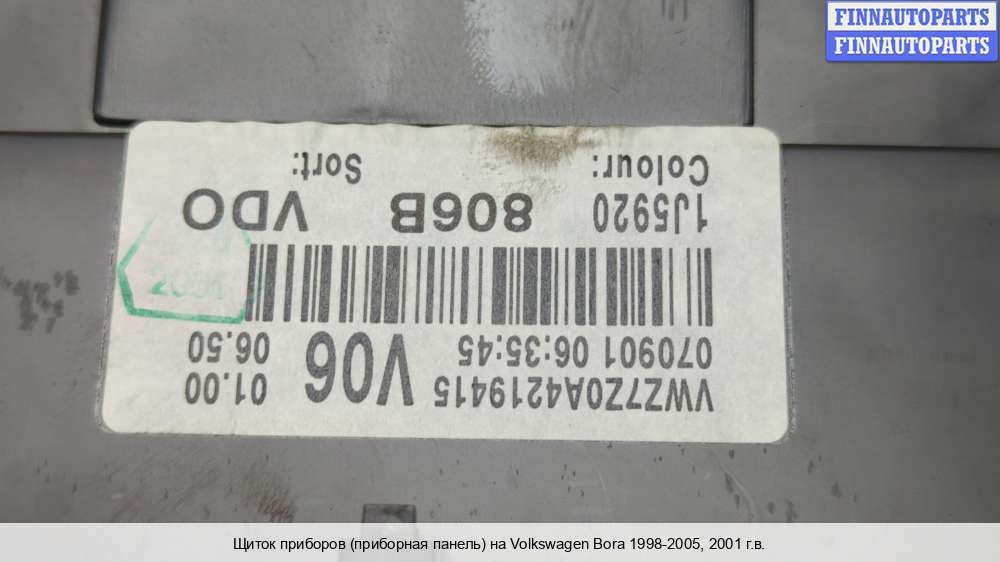 FINNAUTOPARTS
FINNAUTOPARTS
VWZ7Z0A4219415 V06 01.00
070901 06:35:45 06.50
1J5920 806B VDO
Colour: Sort:
Щиток приборов (приборная панель) на Volkswagen Bora 1998-2005, 2001 г.в.